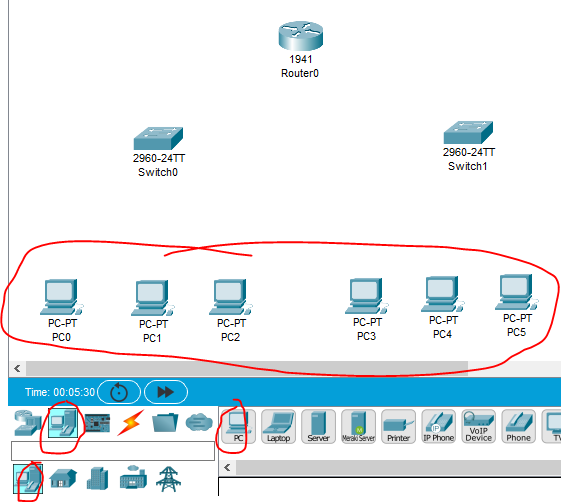 1941
Router0
2960-24TT
Switch0
2960-24TT
Switch1
PC-PT
PC0
PC-PT
PC1
PC-PT
PC2
PC-PT
PC3
PC-PT
PC4
PC-PT
PC5
Time: 00:05:30
PC
Laptop
Server
Meraki Server
Printer
IP
IP Phone
VoIP
Device
Phone
TV